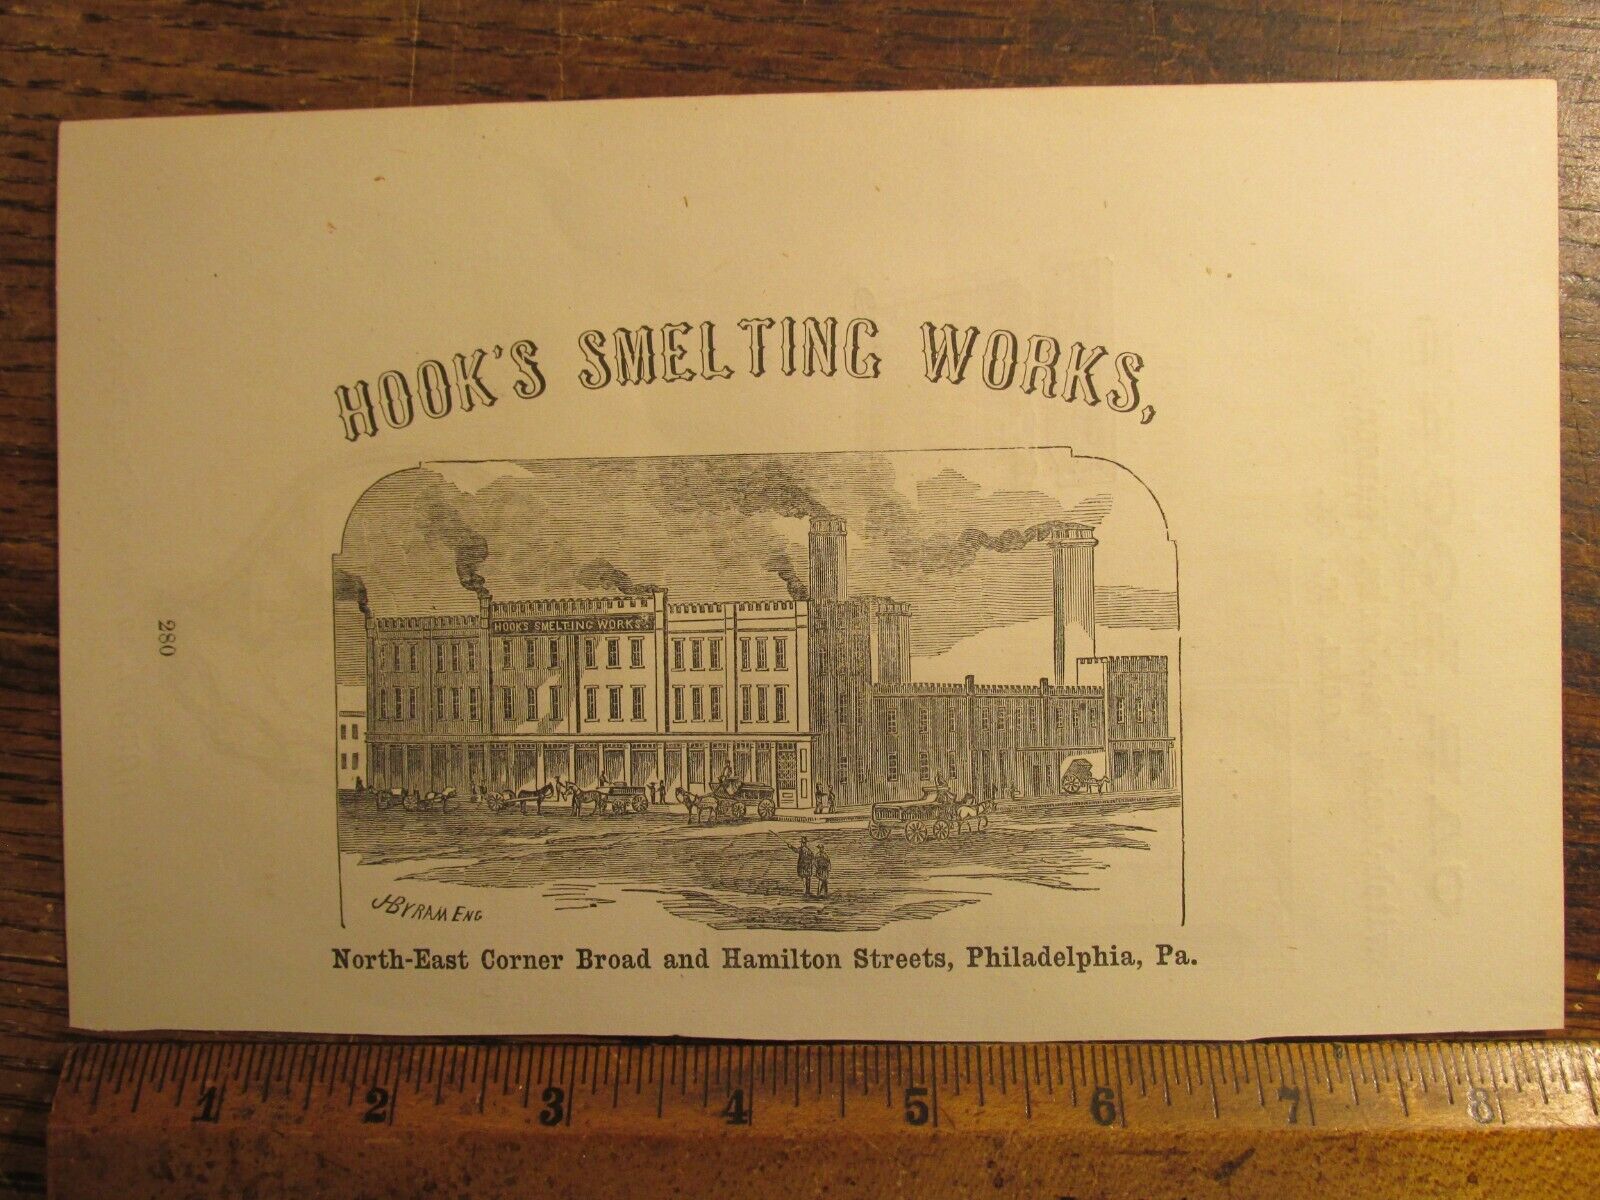 HOOK'S SMELTING WORKS,
HOOK'S SMELTING WORKS.
280
JBYRAM ENG
North-East Corner Broad and Hamilton Streets, Philadelphia, Pa.
1 2 3 4 5 6 7 8